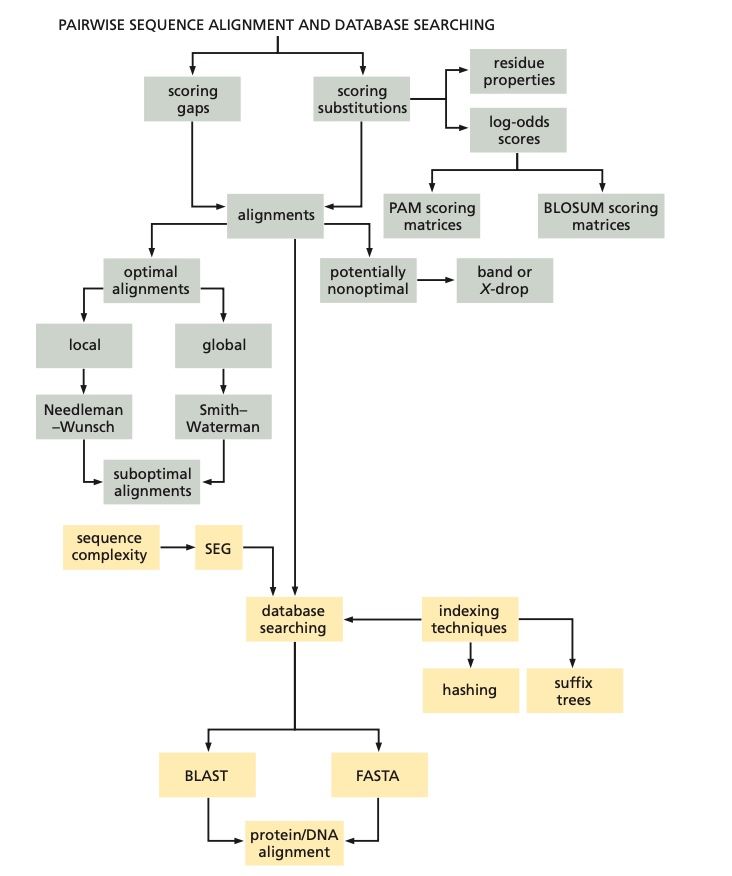 PAIRWISE SEQUENCE ALIGNMENT AND DATABASE SEARCHING
scoring
gaps
scoring
substitutions
residue
properties
log-odds
scores
PAM scoring
matrices
BLOSUM scoring
matrices
alignments
optimal
alignments
potentially
nonoptimal
band or
X-drop
local
global
Needleman
–Wunsch
Smith–
Waterman
suboptimal
alignments
sequence
complexity
SEG
database
searching
indexing
techniques
hashing
suffix
trees
BLAST
FASTA
protein/DNA
alignment